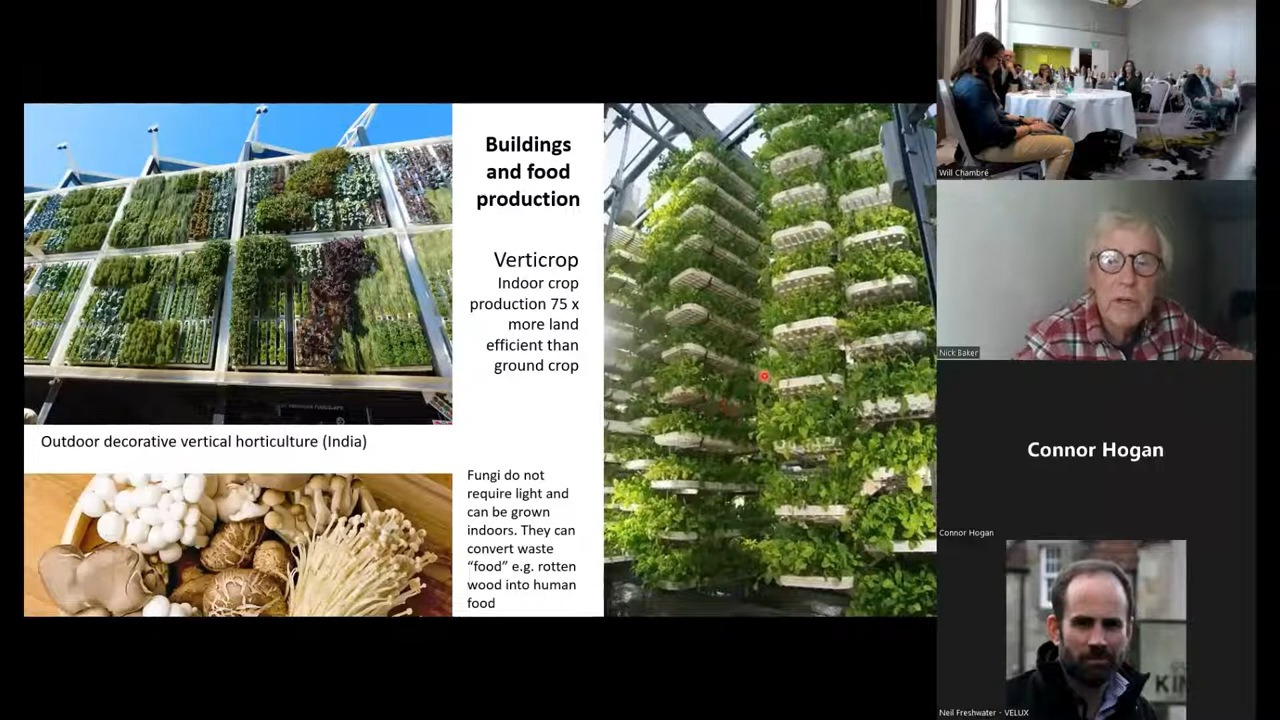 Buildings
and food
production
Verticrop
Indoor crop
production 75 x
more land
efficient than
ground crop
Outdoor decorative vertical horticulture (India)
Fungi do not
require light and
can be grown
indoors. They can
convert waste
“food” e.g. rotten
wood into human
food
Will Chambré
Nick Baker
Connor Hogan
Connor Hogan
KIN
Neil Freshwater - VELUX